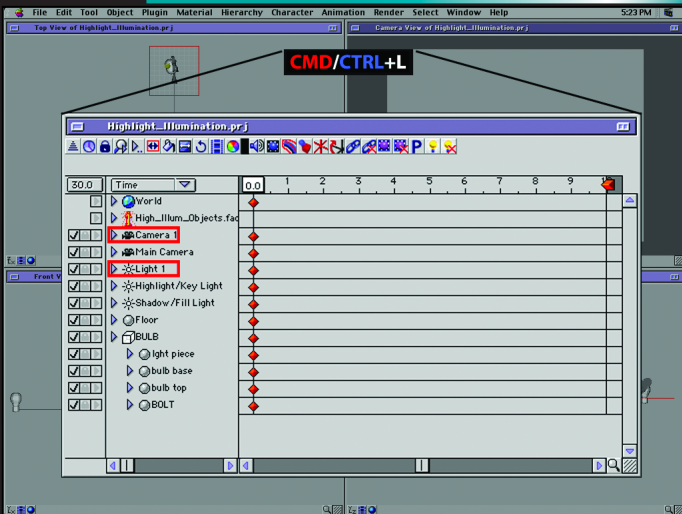 File Edit Tool Object Plugin Material Hierarchy Character Animation Render Select Window Help 5:23 PM
Top View of Highlight_Illumination.prj
Camera View of Highlight_Illumination.prj
CMD/CTRL+L
Highlight_Illumination.prj
P
30.0 Time 0.0 1 2 3 4 5 6 7 8 9
World
High_Illum_Objects.fac
Camera 1
Main Camera
Light 1
Highlight/Key Light
Shadow/Fill Light
Floor
BULB
lght piece
bulb base
bulb top
BOLT
Front V